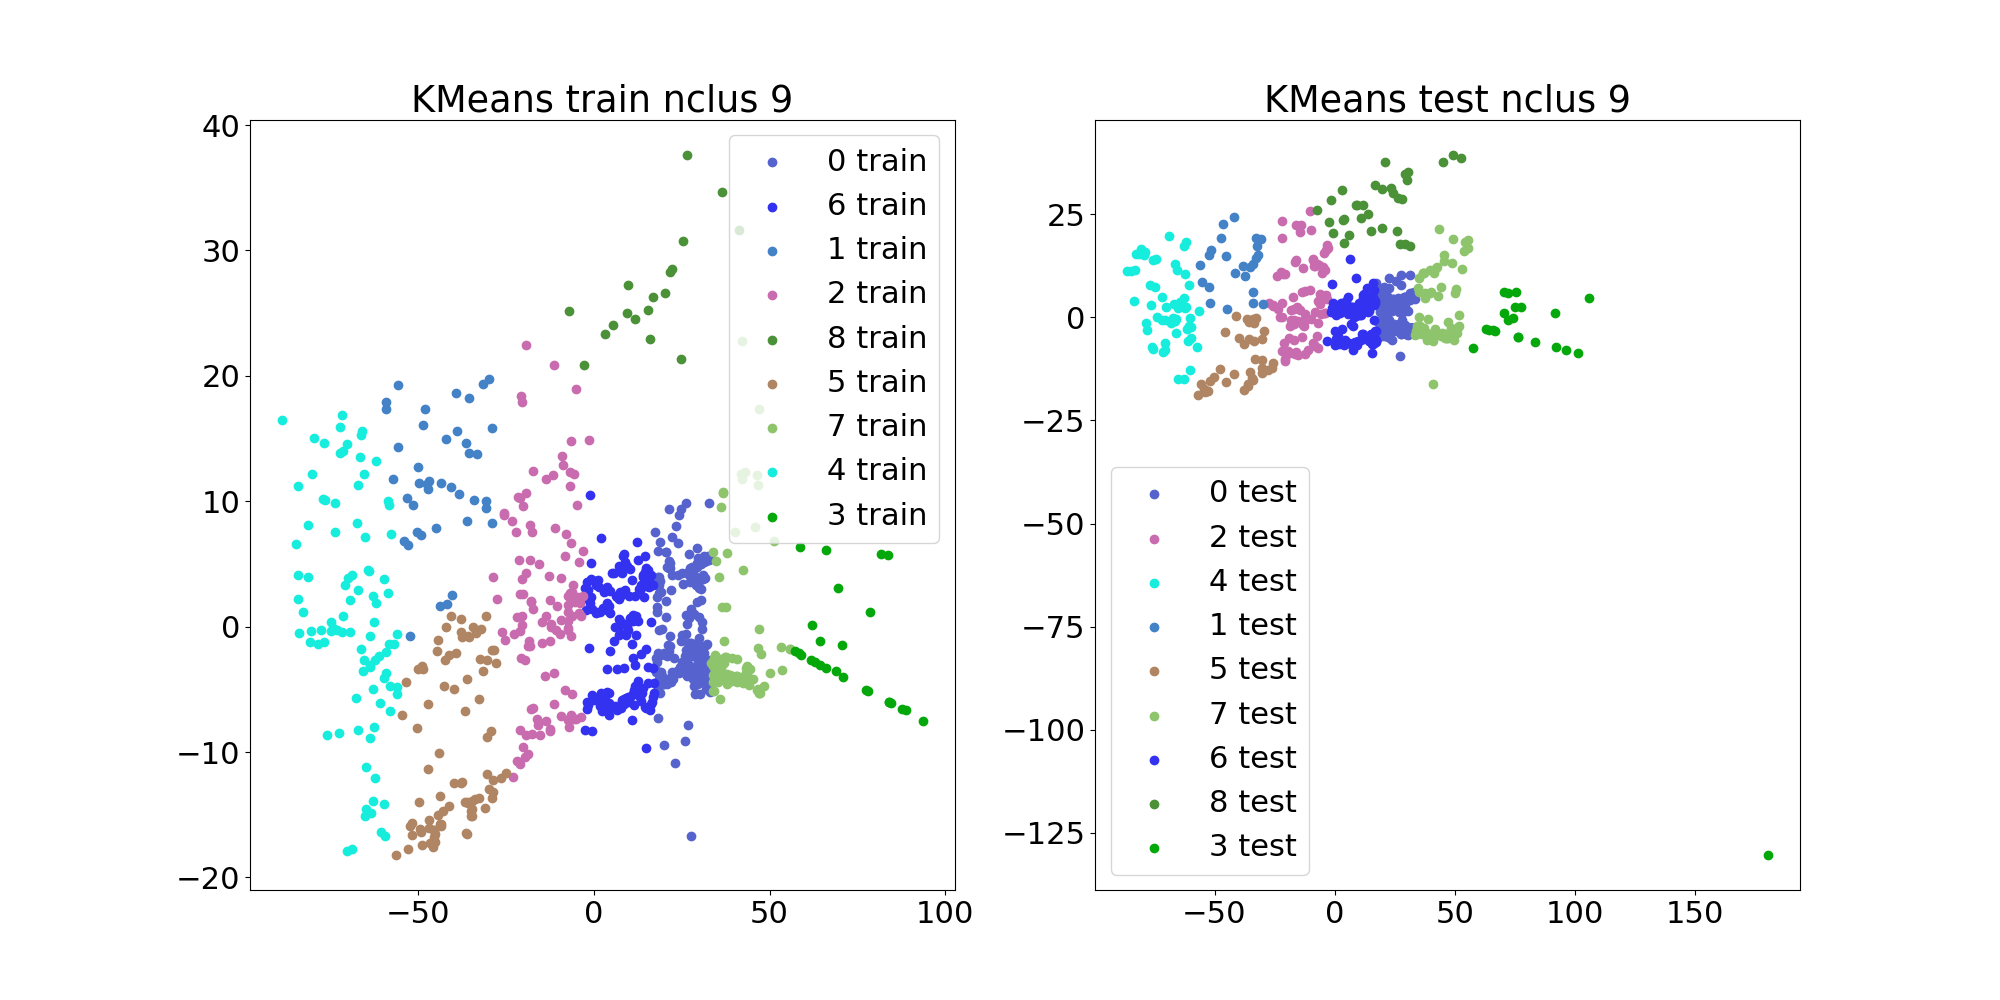 KMeans train nclus 9
40
30
20
10
0
−10
−20
−50
0
50
100
0 train
6 train
1 train
2 train
8 train
5 train
7 train
4 train
3 train
KMeans test nclus 9
25
0
−25
−50
−75
−100
−125
−50
0
50
100
150
0 test
2 test
4 test
1 test
5 test
7 test
6 test
8 test
3 test